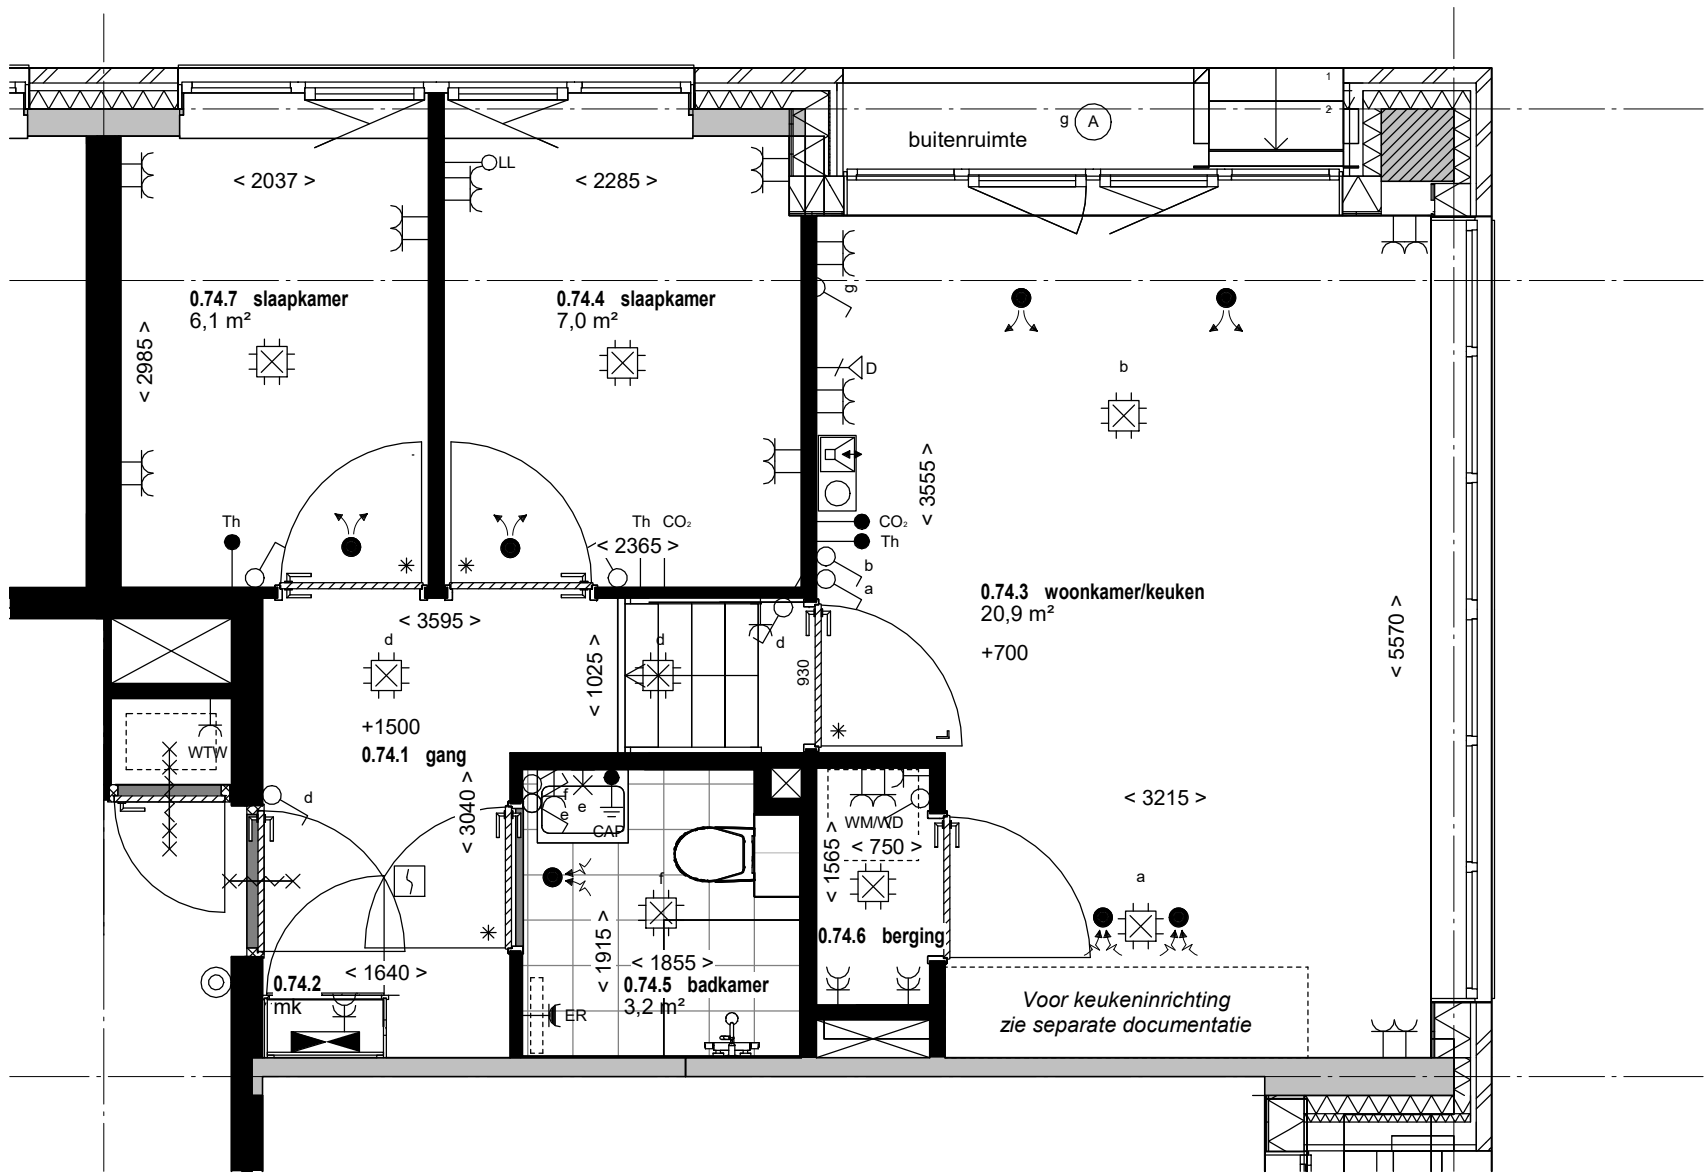 1
2
g A
buitenruimte
LL
< 2037 >
< 2285 >
g
0.74.7 slaapkamer
6,1 m²
0.74.4 slaapkamer
7,0 m²
< 2985 >
D
b
< 3555 >
Th
Th CO₂
< 2365 >
CO₂
Th
b
a
0.74.3 woonkamer/keuken
20,9 m²
+700
< 5570 >
< 3595 >
d
< 1025 >
d
d
930
+1500
0.74.1 gang
WTW
d
< 3040 >
f
e
e
CAP
< 3215 >
WM/WD
< 750 >
< 1565 >
f
a
0.74.6 berging
< 1915 >
< 1855 >
0.74.5 badkamer
3,2 m²
< 1640 >
0.74.2
mk
ER
Voor keukeninrichting
zie separate documentatie